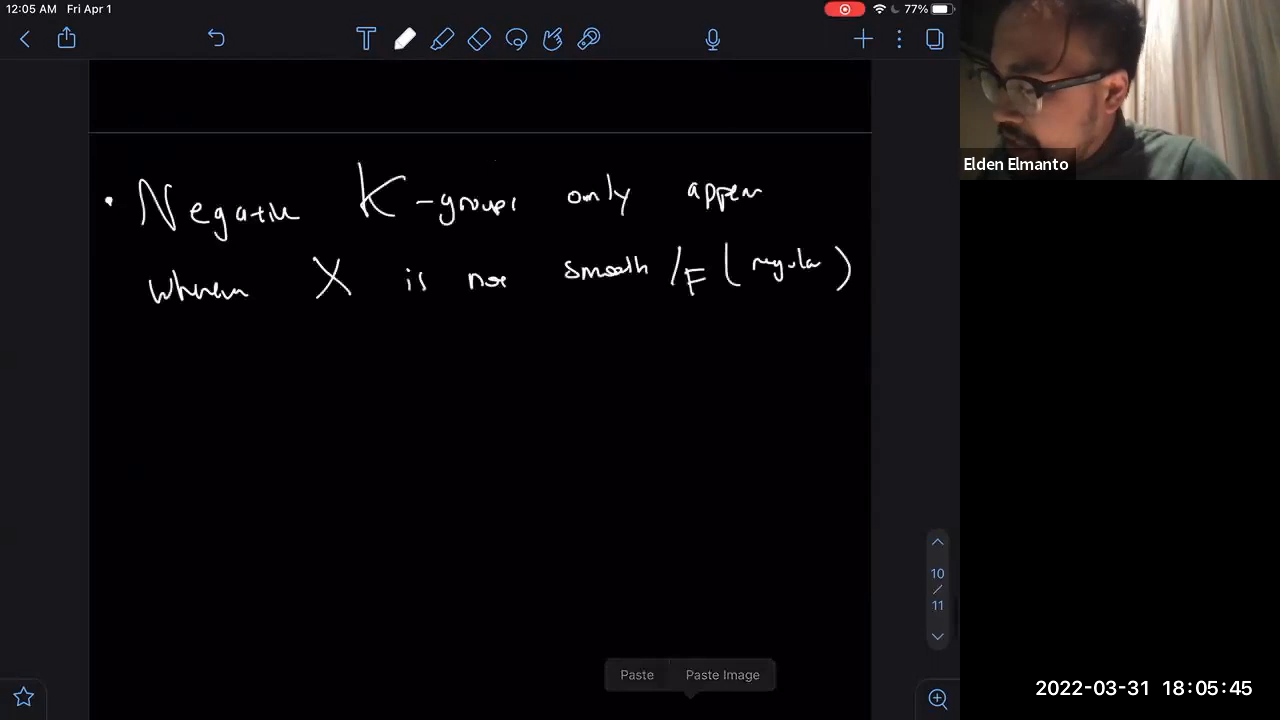 12:05 AM Fri Apr 1
77%
Elden Elmanto
• Negative K-groups only appear
whenever X is not smooth /F (regular)
10
/
11
Paste Paste Image
2022-03-31 18:05:45